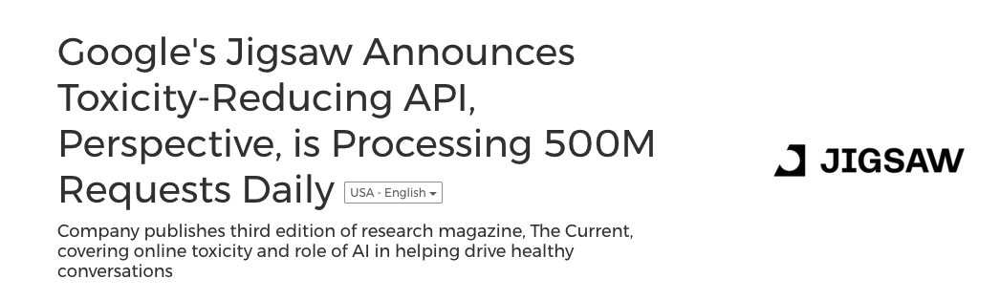 Google's Jigsaw Announces
Toxicity-Reducing API,
Perspective, is Processing 500M
Requests Daily USA - English
Company publishes third edition of research magazine, The Current,
covering online toxicity and role of AI in helping drive healthy
conversations
JIGSAW